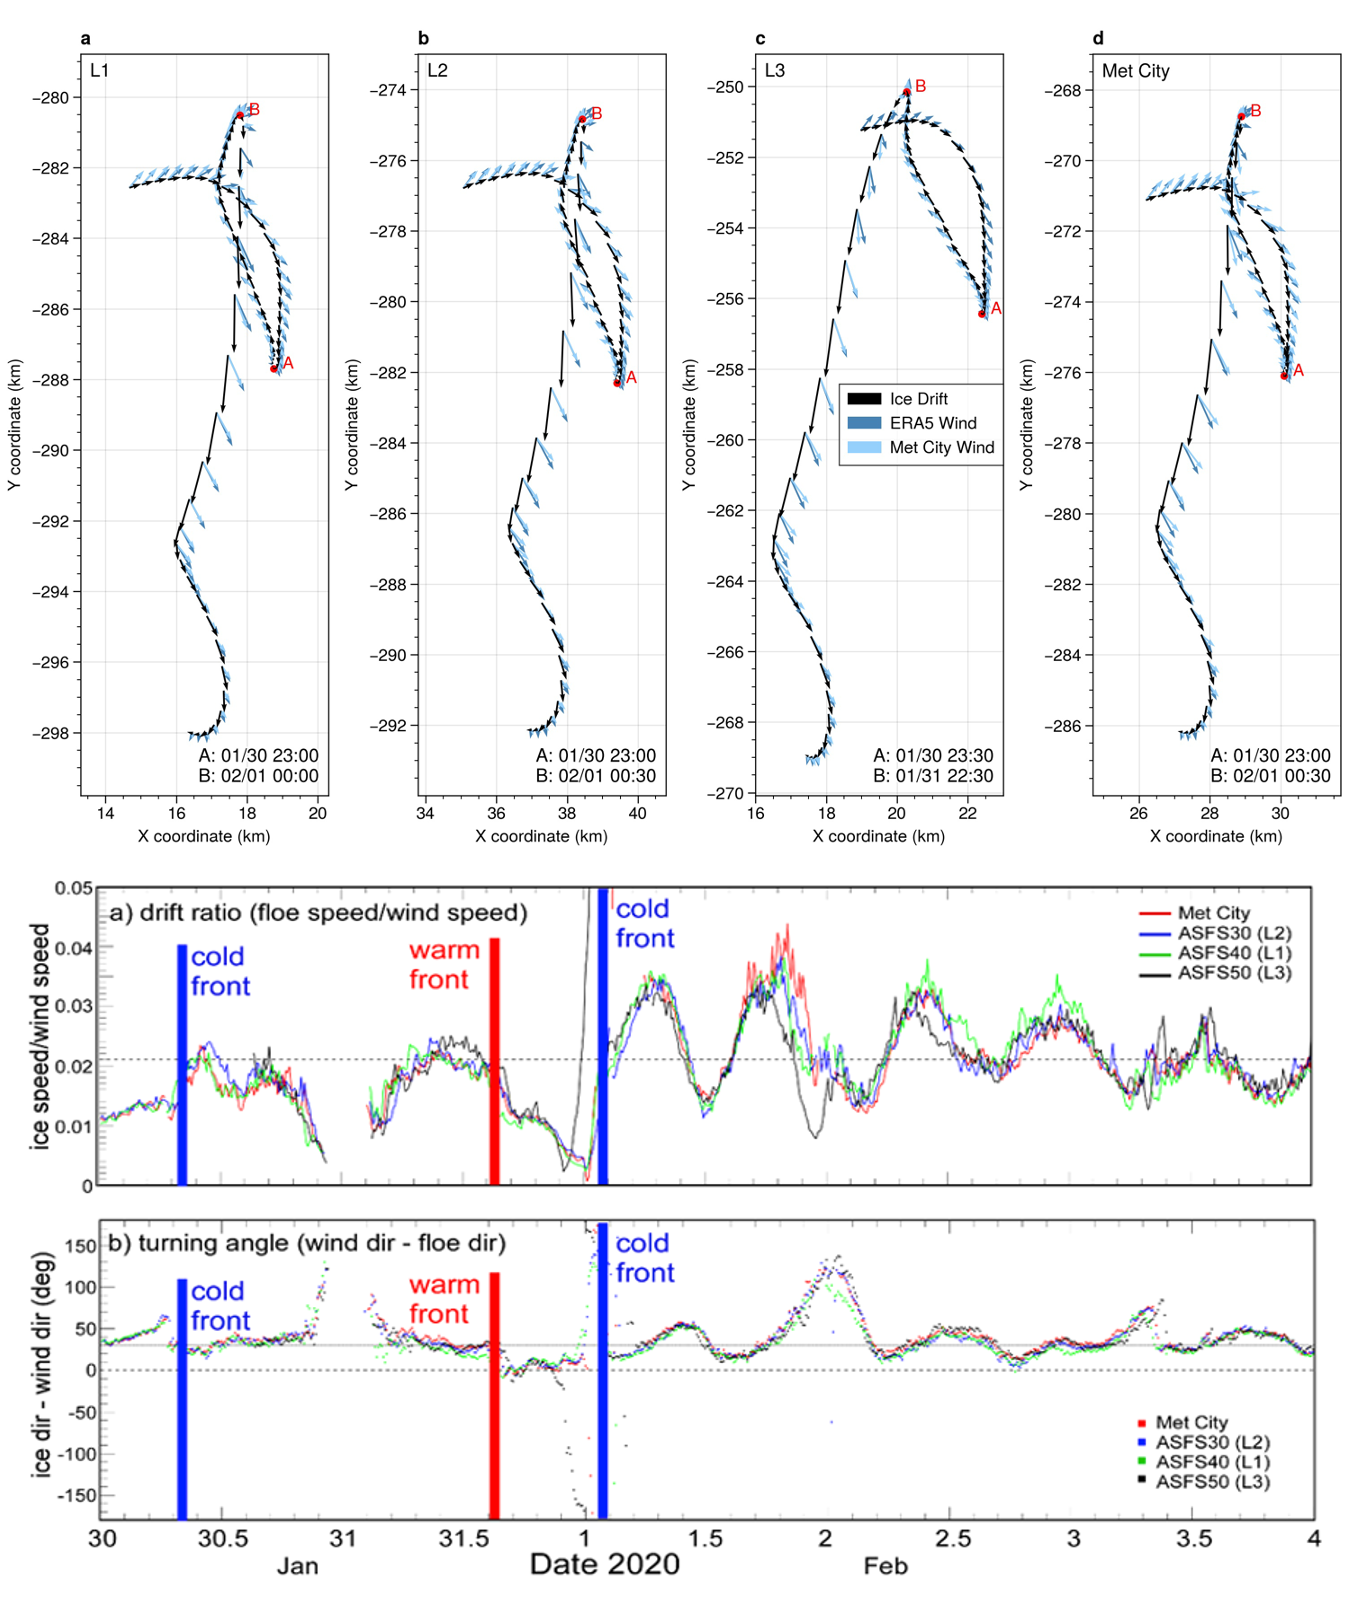 a
L1
B
A
−280
−282
−284
−286
−288
−290
−292
−294
−296
−298
Y coordinate (km)
A: 01/30 23:00
B: 02/01 00:00
14
16
18
20
X coordinate (km)
b
L2
B
A
−274
−276
−278
−280
−282
−284
−286
−288
−290
−292
Y coordinate (km)
A: 01/30 23:00
B: 02/01 00:30
34
36
38
40
X coordinate (km)
c
L3
B
A
−250
−252
−254
−256
−258
−260
−262
−264
−266
−268
−270
Y coordinate (km)
Ice Drift
ERA5 Wind
Met City Wind
A: 01/30 23:30
B: 01/31 22:30
16
18
20
22
X coordinate (km)
d
Met City
B
A
−268
−270
−272
−274
−276
−278
−280
−282
−284
−286
Y coordinate (km)
A: 01/30 23:00
B: 02/01 00:30
26
28
30
X coordinate (km)
a) drift ratio (floe speed/wind speed)
ice speed/wind speed
0.05
0.04
0.03
0.02
0.01
0
cold
front
warm
front
cold
front
Met City
ASFS30 (L2)
ASFS40 (L1)
ASFS50 (L3)
b) turning angle (wind dir - floe dir)
ice dir - wind dir (deg)
150
100
50
0
-50
-100
-150
cold
front
warm
front
cold
front
Met City
ASFS30 (L2)
ASFS40 (L1)
ASFS50 (L3)
30
30.5
31
31.5
1
1.5
2
2.5
3
3.5
4
Jan
Date 2020
Feb